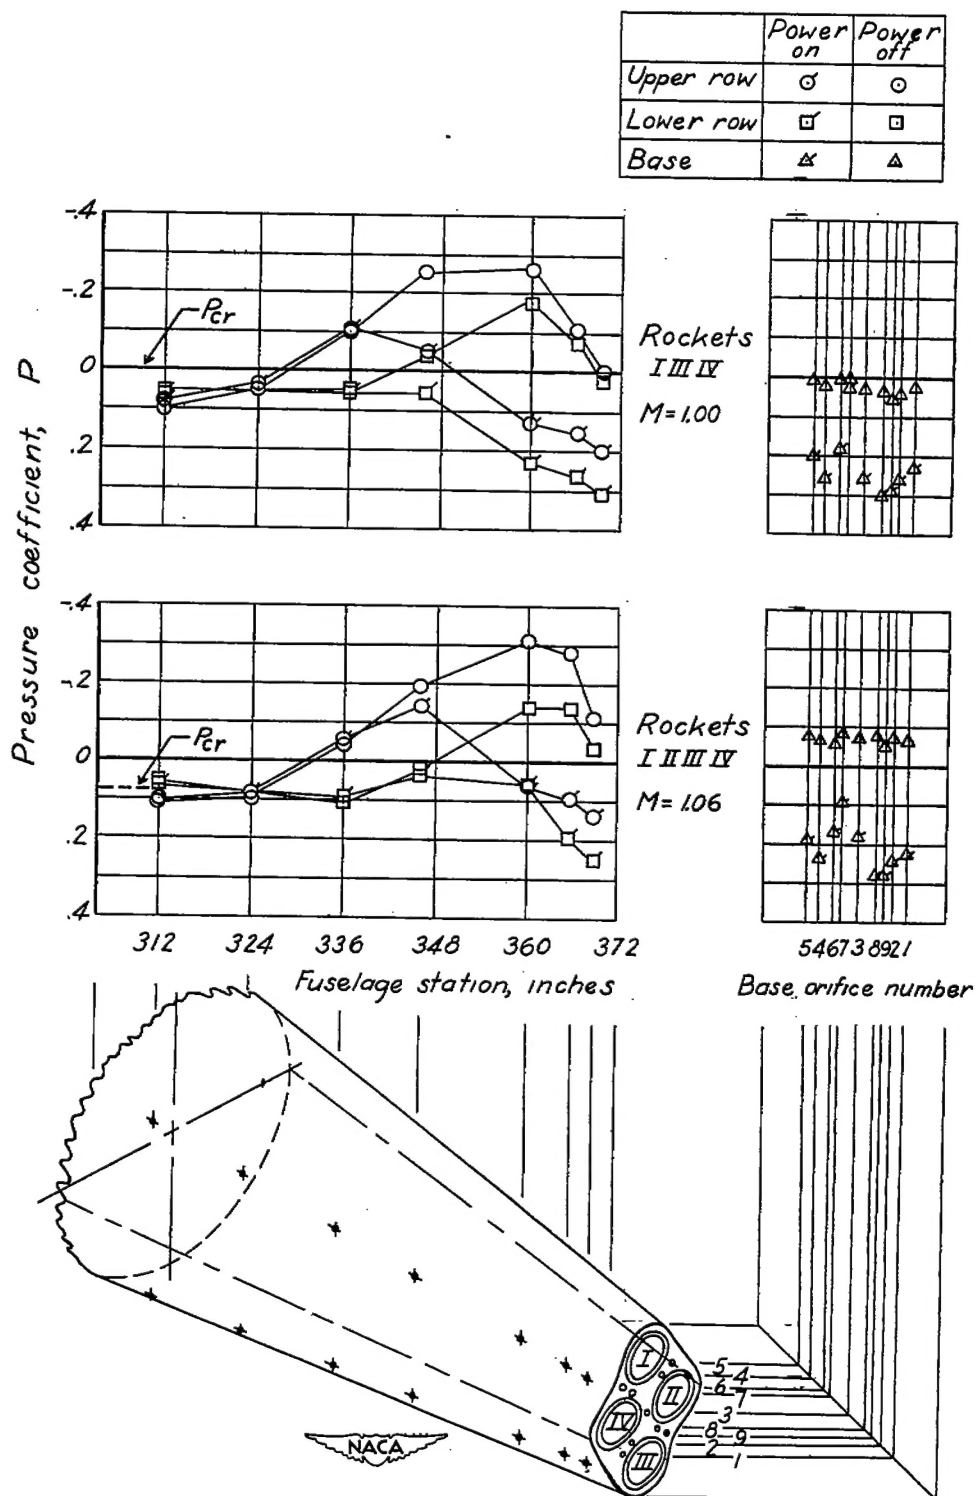 Power on Power off
Upper row
Lower row
Base
Pressure coefficient, P
-.4
-.2
0
.2
.4
Pcr
Rockets
I III IV
M=1.00
-.4
-.2
0
.2
.4
Pcr
Rockets
I II III IV
M=1.06
312 324 336 348 360 372
Fuselage station, inches
5467138921
Base orifice number
I
II
IV
III
5
4
6
7
3
8
9
2
1
NACA